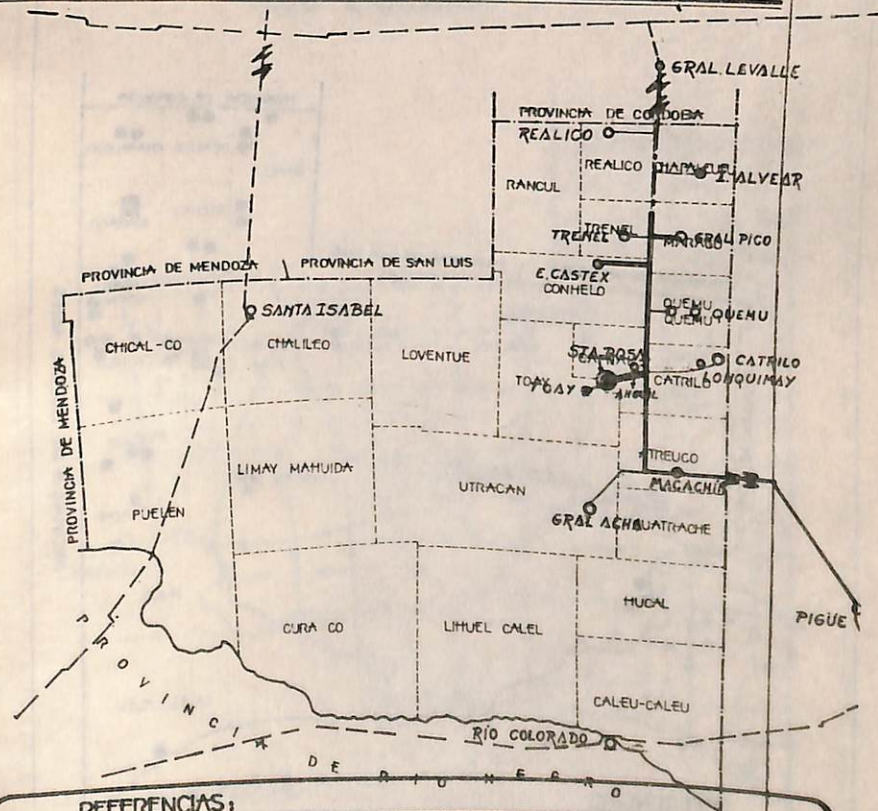 GRAL. LEVALLE
PROVINCIA DE CORDOBA
REALICO
REALICO
CHAPALEUFU
I. ALVEAR
RANCUL
TRENEL
TRENEL
GRAL PICO
MARACO
PROVINCIA DE MENDOZA
PROVINCIA DE SAN LUIS
E. CASTEX
CONHELO
SANTA ISABEL
QUEMU
QUEMU
QUEMU
CHICAL-CO
CHALILEO
LOVENTUE
STA. ROSA
CATRILO
TOAY
TOAY
ANGUIL
CATRILO
LONQUIMAY
PROVINCIA DE MENDOZA
LIMAY MAHUIDA
UTRACAN
ATREUCO
MACACHIN
PUELEN
GRAL ACHA
GUATRACHE
CURA CO
LIHUEL CALEL
HUCAL
PIGÜE
CALEU-CALEU
RÍO COLORADO
PROVINCIA DE RIO NEGRO
REFERENCIAS: